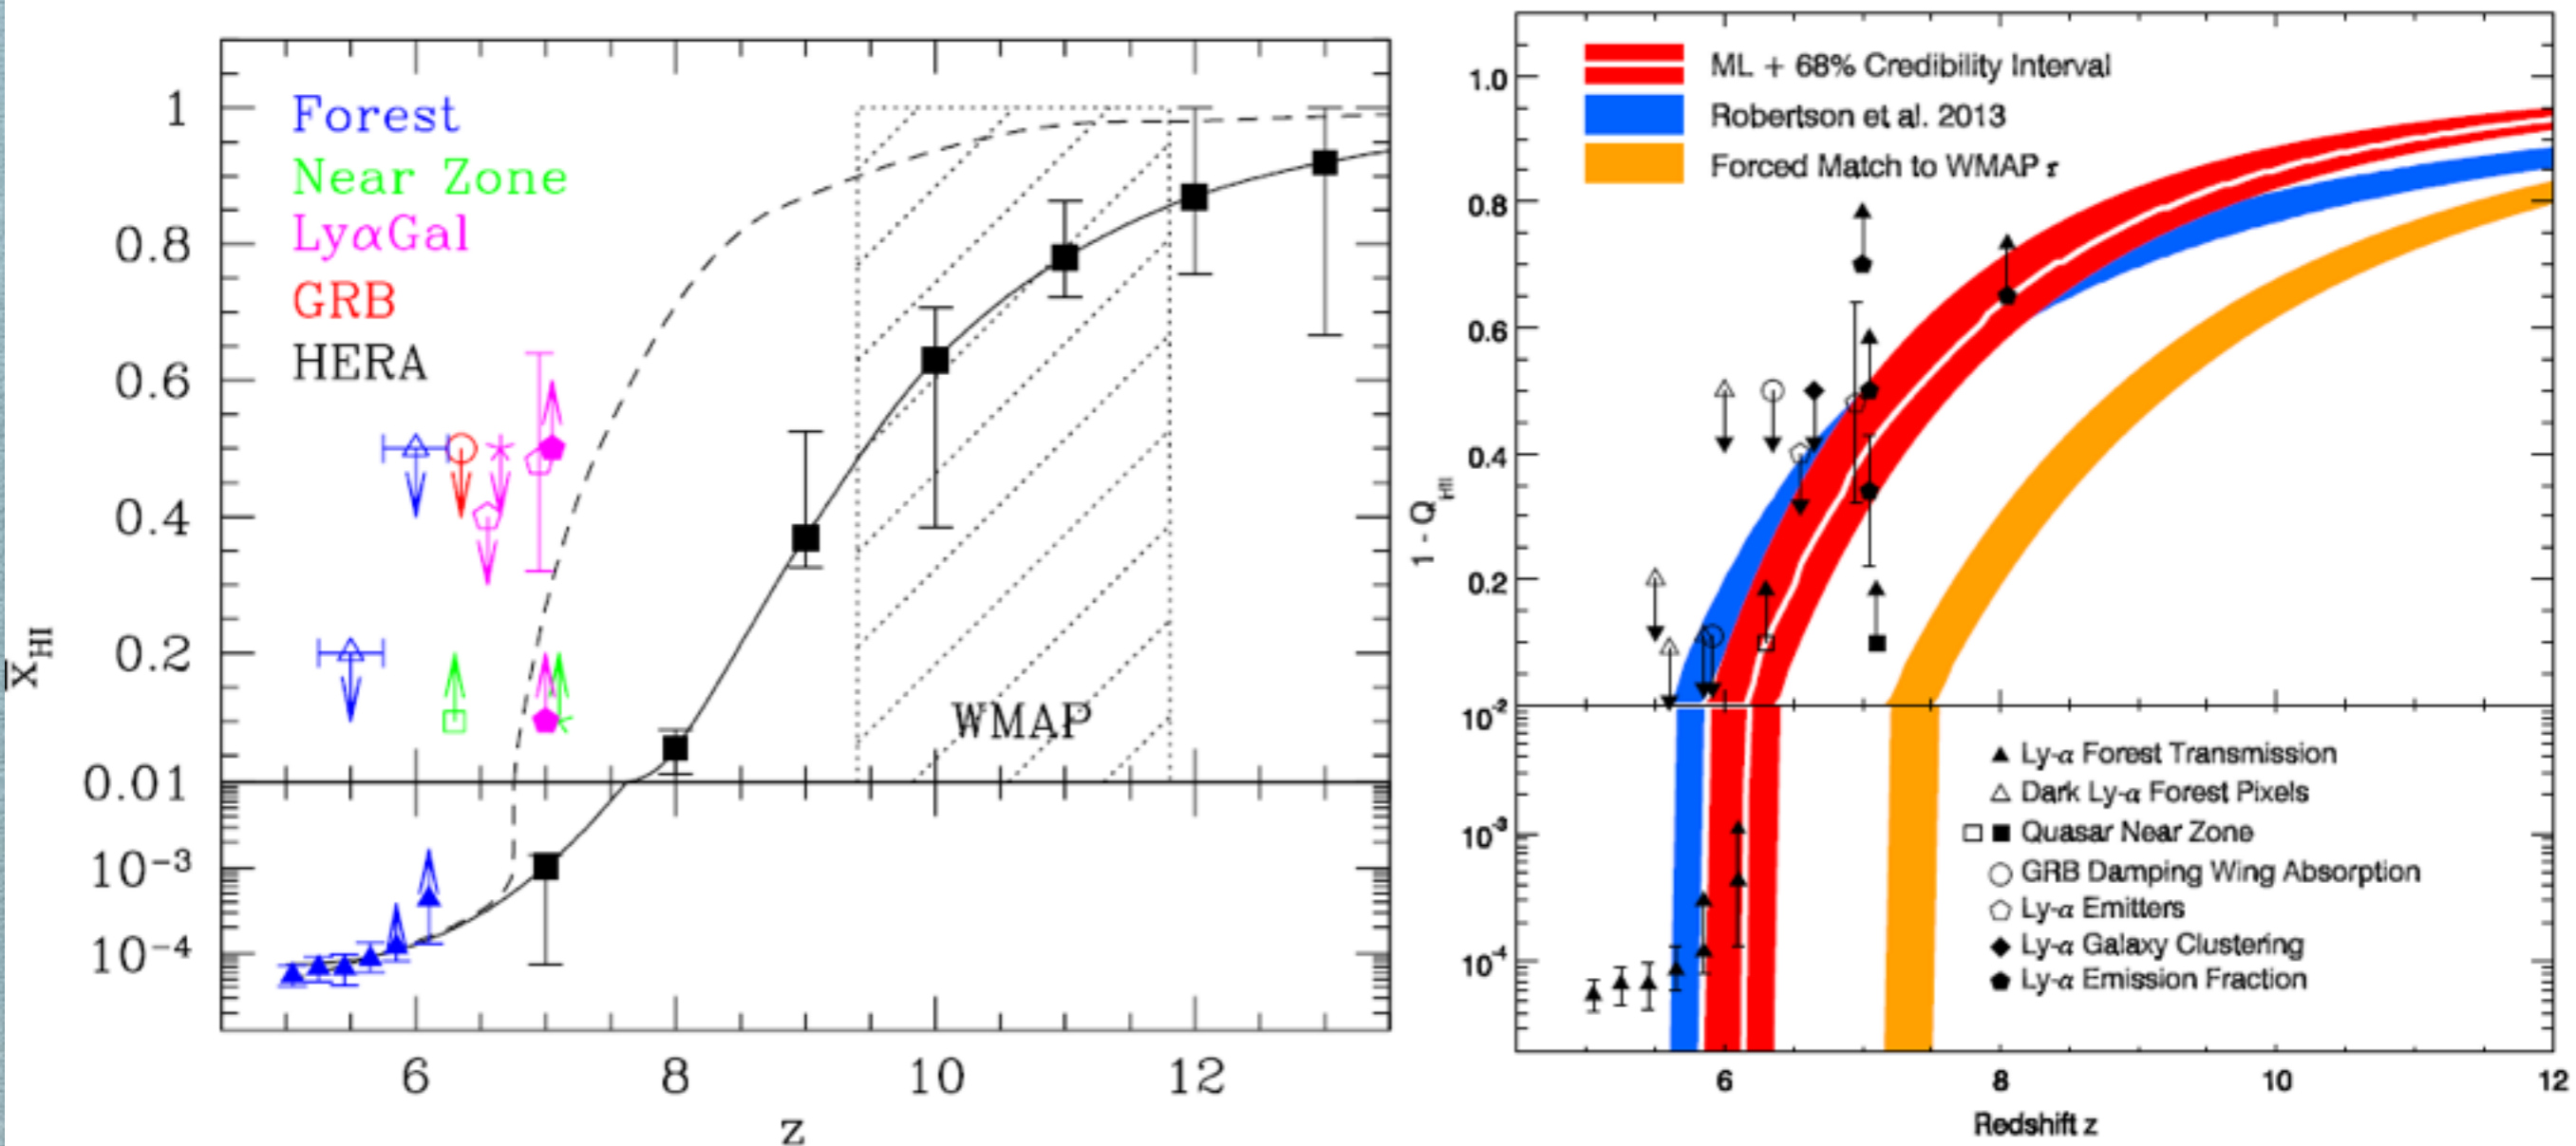 Forest
Near Zone
LyαGal
GRB
HERA
WMAP
1
0.8
0.6
0.4
0.2
0.01
10⁻³
10⁻⁴
x̄HI
6 8 10 12
z
ML + 68% Credibility Interval
Robertson et al. 2013
Forced Match to WMAP τ
1.0
0.8
0.6
0.4
0.2
10⁻²
10⁻³
10⁻⁴
1 - Q HII
Ly-α Forest Transmission
Dark Ly-α Forest Pixels
Quasar Near Zone
GRB Damping Wing Absorption
Ly-α Emitters
Ly-α Galaxy Clustering
Ly-α Emission Fraction
6 8 10 12
Redshift z